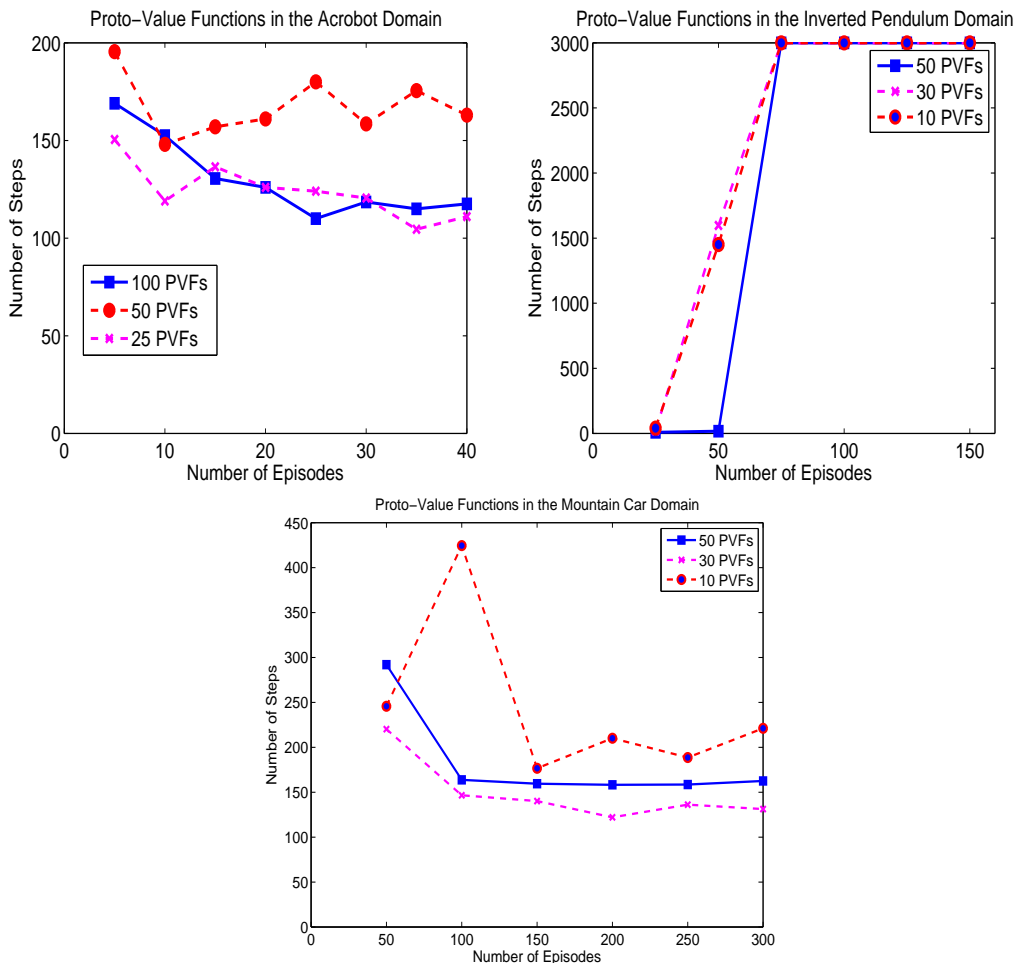 Proto-Value Functions in the Acrobot Domain
200
150
100
50
0
0
10
20
30
40
Number of Steps
Number of Episodes
100 PVFs
50 PVFs
25 PVFs
Proto-Value Functions in the Inverted Pendulum Domain
3000
2500
2000
1500
3000
500
0
0
50
100
150
Number of Steps
Number of Episodes
50 PVFs
30 PVFs
10 PVFs
Proto-Value Functions in the Mountain Car Domain
450
400
350
300
250
200
150
100
50
0
0
50
100
150
200
250
300
Number of Steps
Number of Episodes
50 PVFs
30 PVFs
10 PVFs